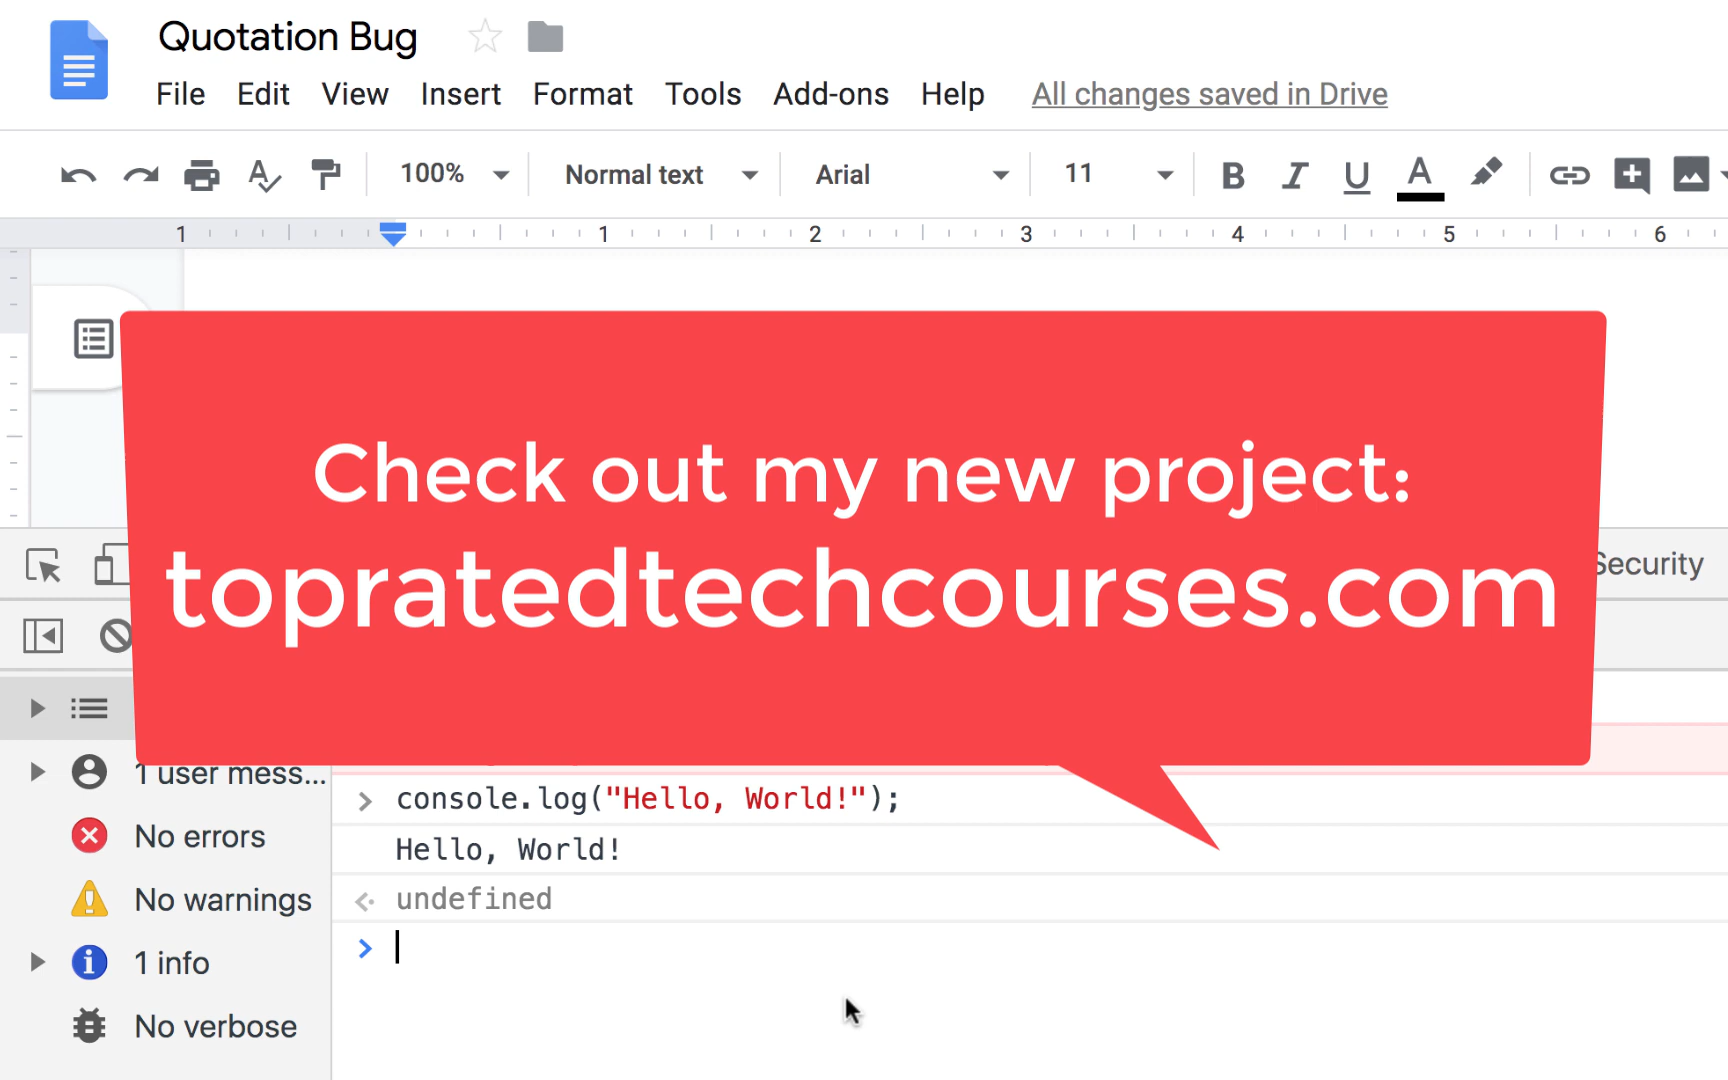 Quotation Bug
File Edit View Insert Format Tools Add-ons Help All changes saved in Drive
100% Normal text Arial 11 B I U A
1 1 2 3 4 5 6
Check out my new project:
topratedtechcourses.com
Security
1 user mess...
No errors
No warnings
1 info
No verbose
> console.log("Hello, World!");
Hello, World!
undefined
>